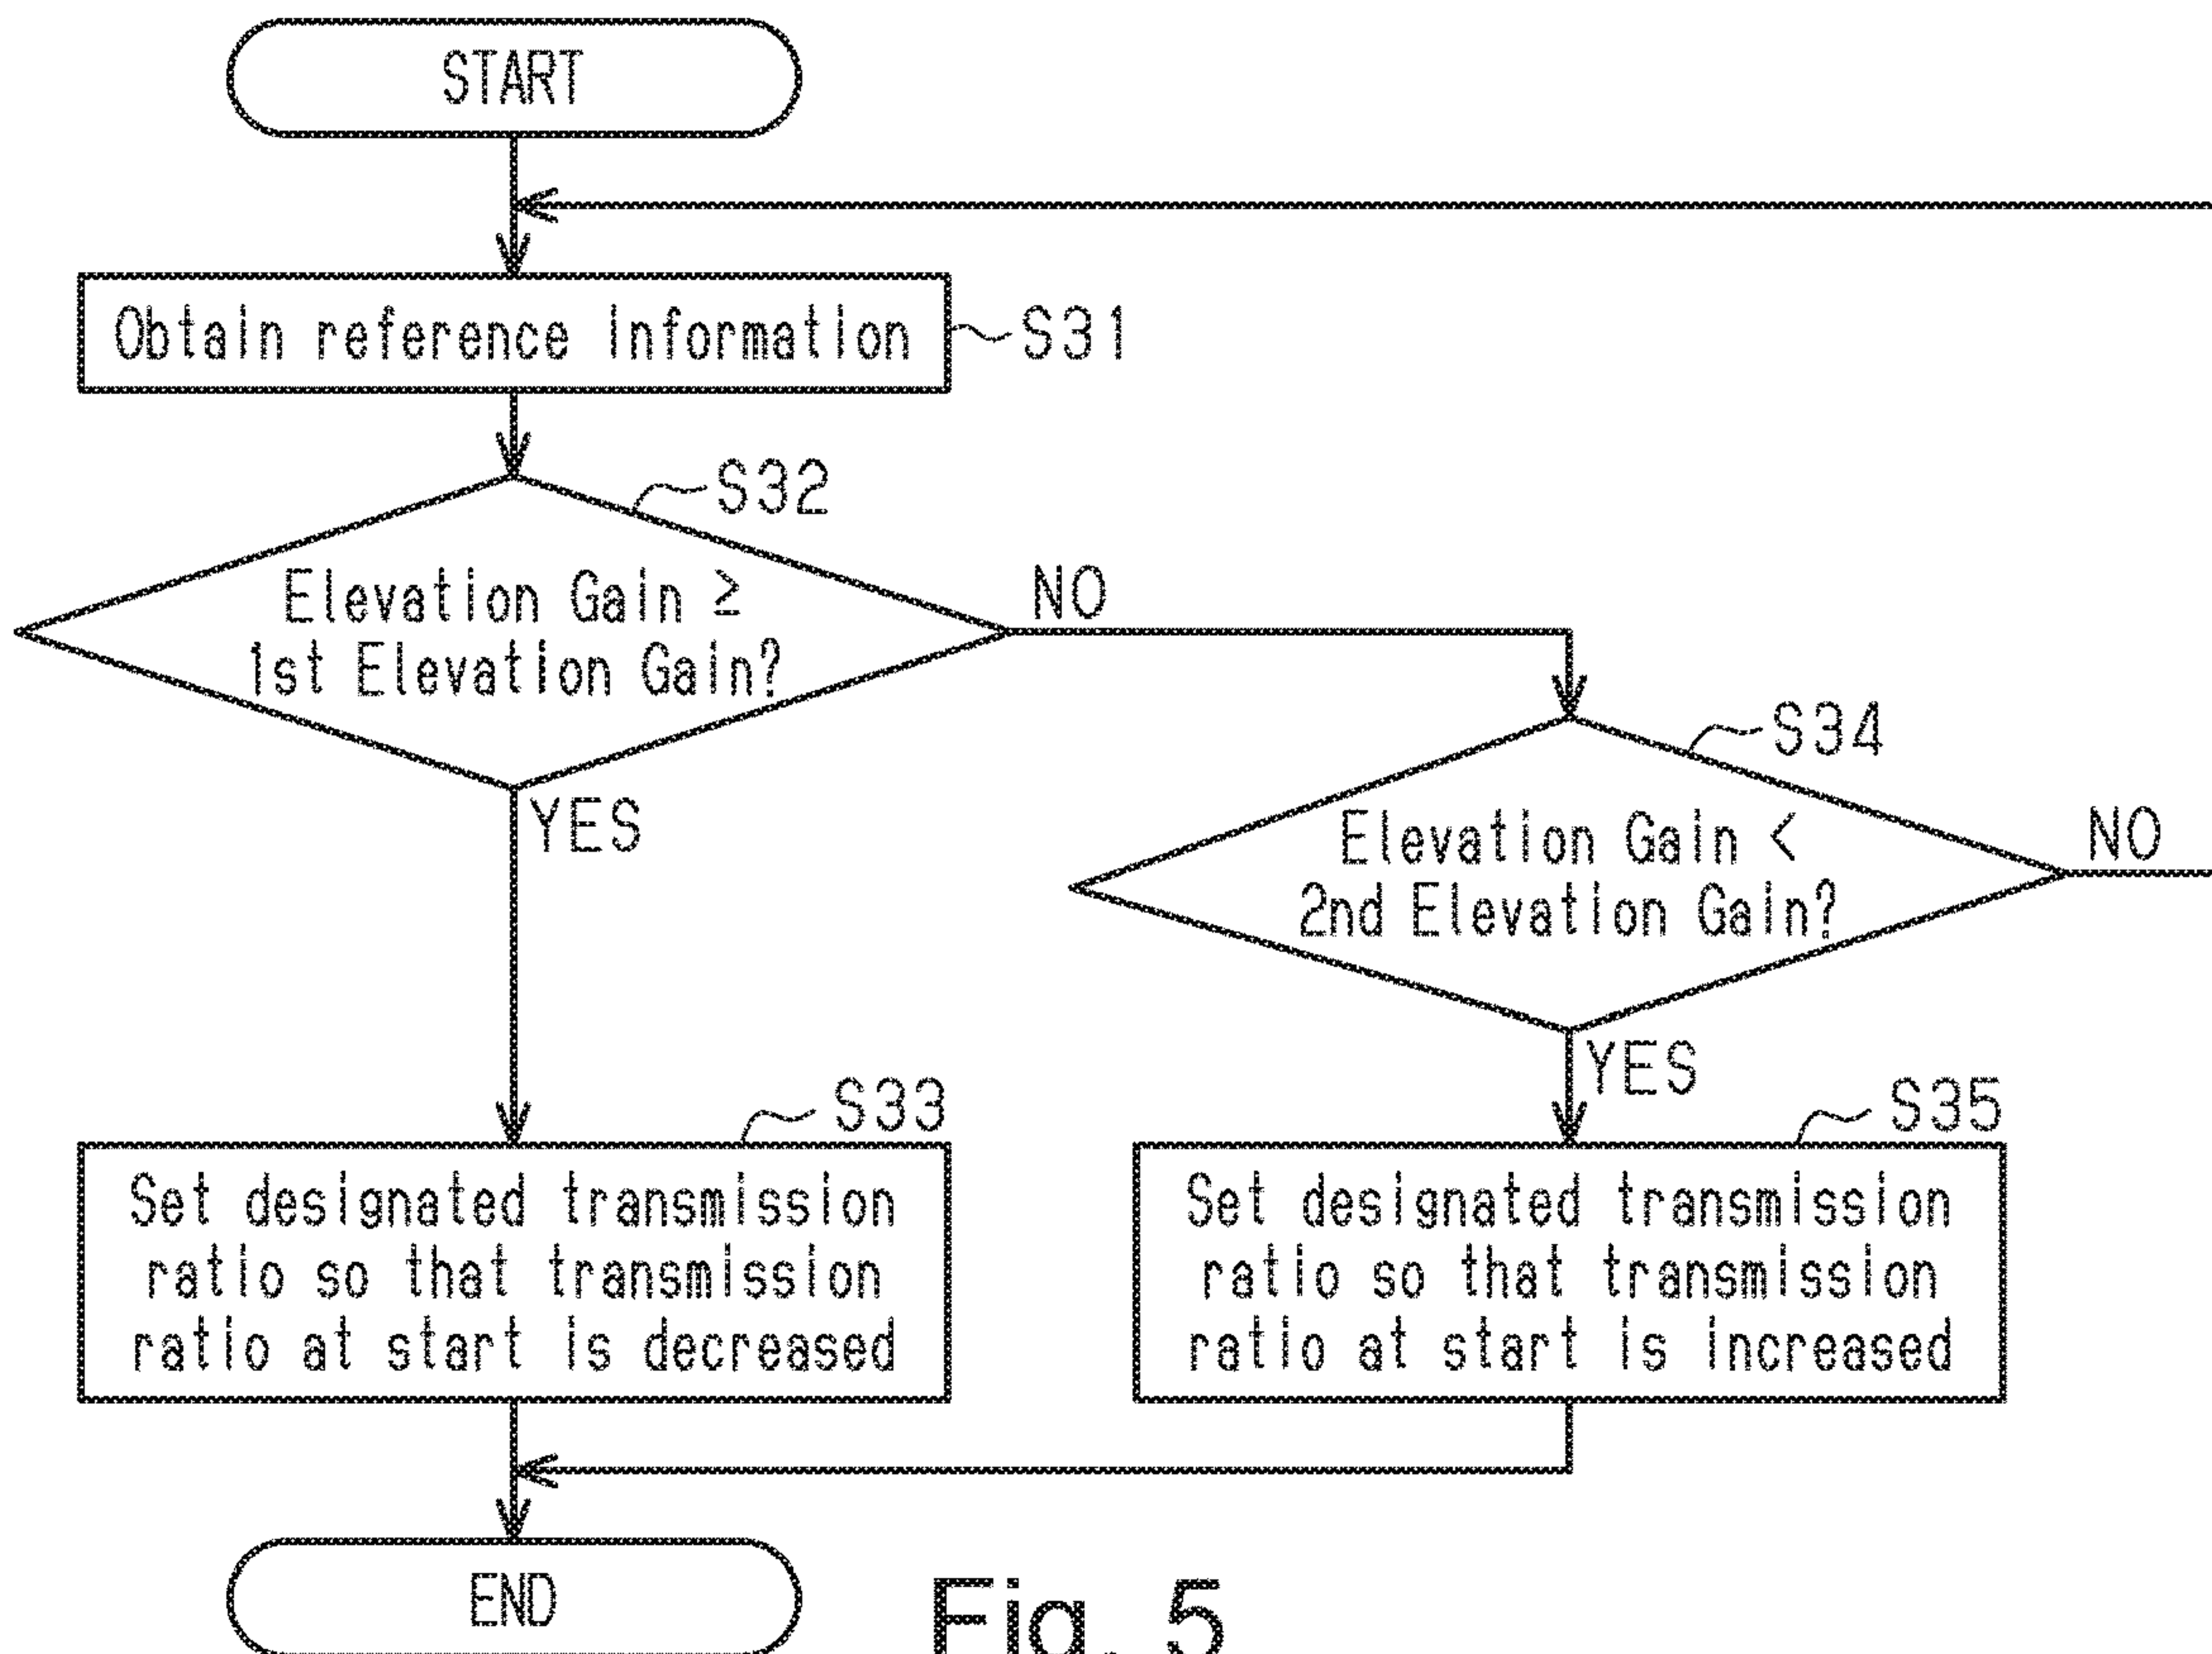 START
Obtain reference information
S31
S32
Elevation Gain ≥
1st Elevation Gain?
NO
YES
S34
Elevation Gain <
2nd Elevation Gain?
NO
YES
S33
Set designated transmission
ratio so that transmission
ratio at start is decreased
S35
Set designated transmission
ratio so that transmission
ratio at start is increased
END
Fig. 5